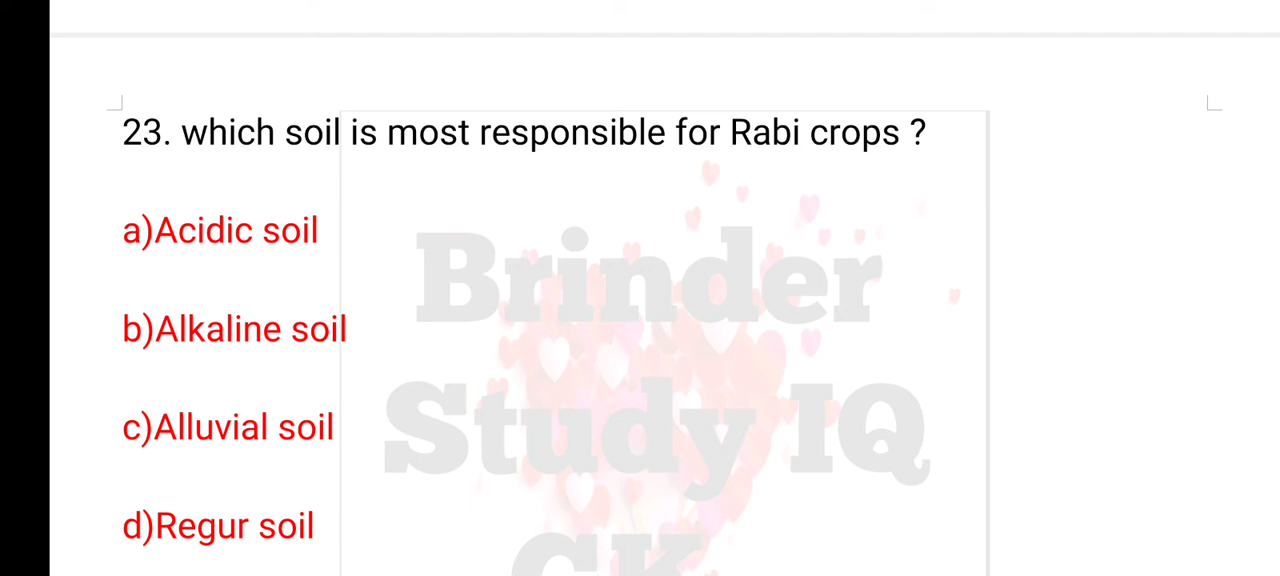 23. which soil is most responsible for Rabi crops ?
a)Acidic soil
Brinder
b)Alkaline soil
c)Alluvial soil
Study IQ
d)Regur soil
GK